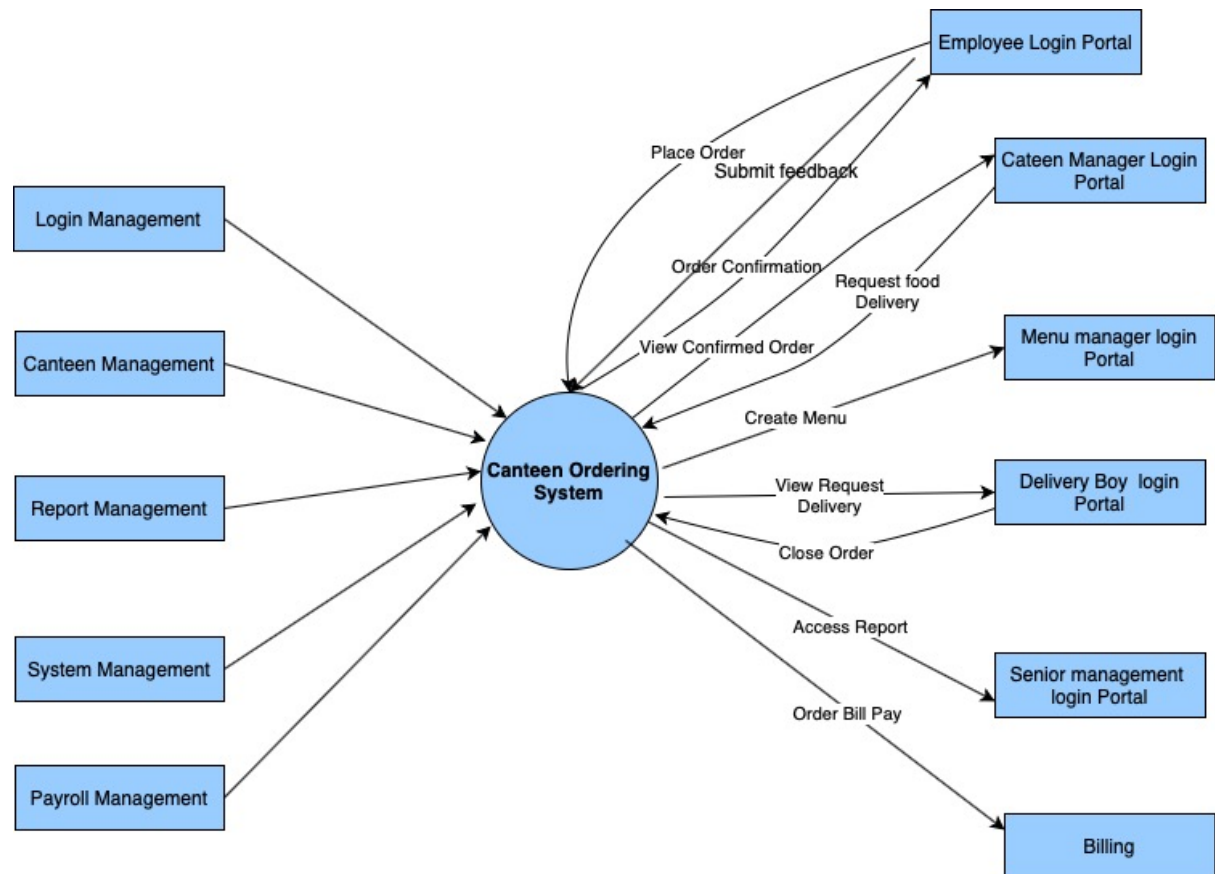 Employee Login Portal
Place Order
Submit feedback
Cateen Manager Login
Portal
Login Management
Order Confirmation
Request food
Delivery
View Confirmed Order
Menu manager login
Portal
Canteen Management
Create Menu
Canteen Ordering
System
Report Management
View Request
Delivery
Delivery Boy login
Portal
Close Order
Access Report
System Management
Senior management
login Portal
Order Bill Pay
Payroll Management
Billing